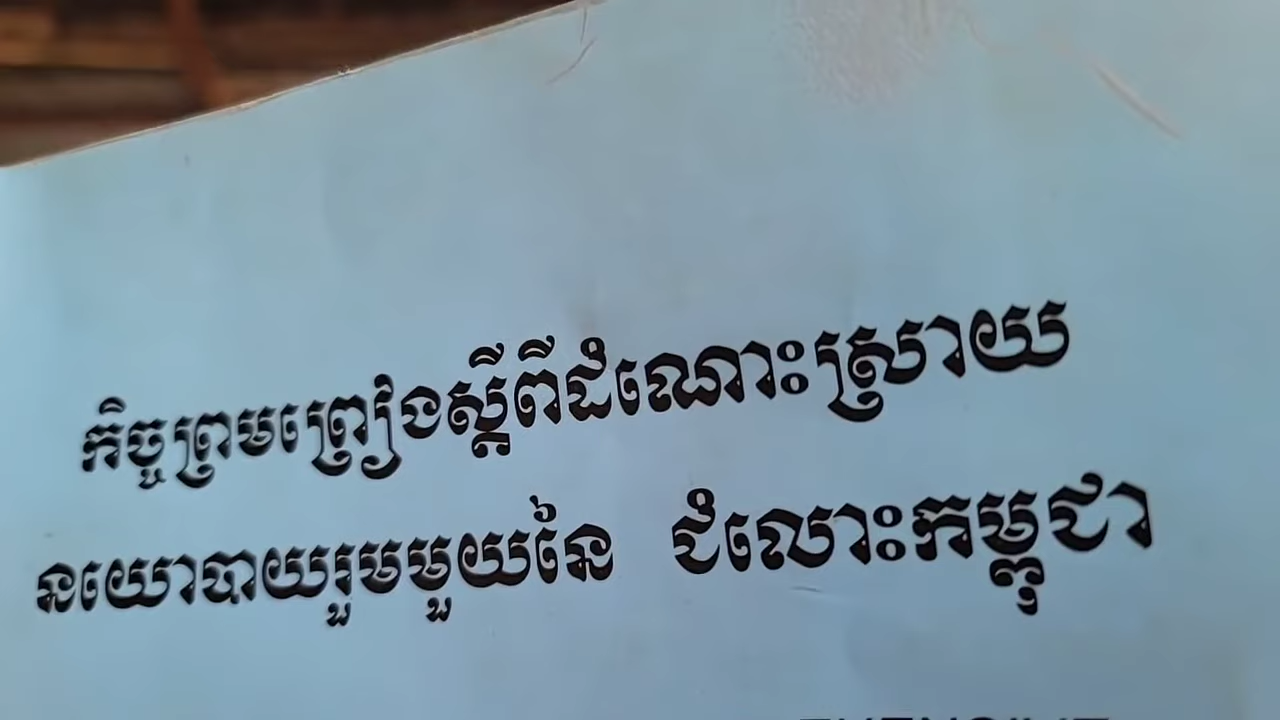 កិច្ចព្រមព្រៀងស្ដីពីដំណោះស្រាយ
នយោបាយរួមមួយនៃ ជំលោះកម្ពុជា